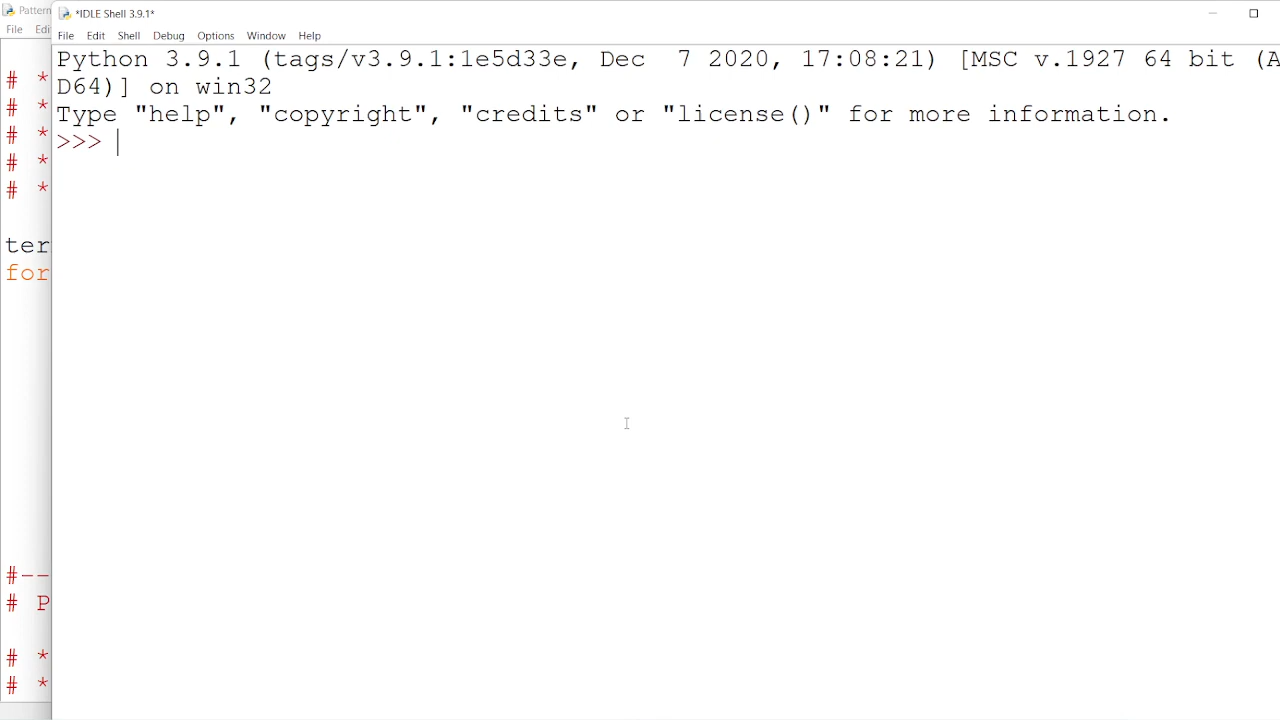 Pattern
File Edi
# *
# *
# *
# *
# *
ter
for
#--
# P
# *
# *
*IDLE Shell 3.9.1*
File Edit Shell Debug Options Window Help
Python 3.9.1 (tags/v3.9.1:1e5d33e, Dec  7 2020, 17:08:21) [MSC v.1927 64 bit (A
D64)] on win32
Type "help", "copyright", "credits" or "license()" for more information.
>>>